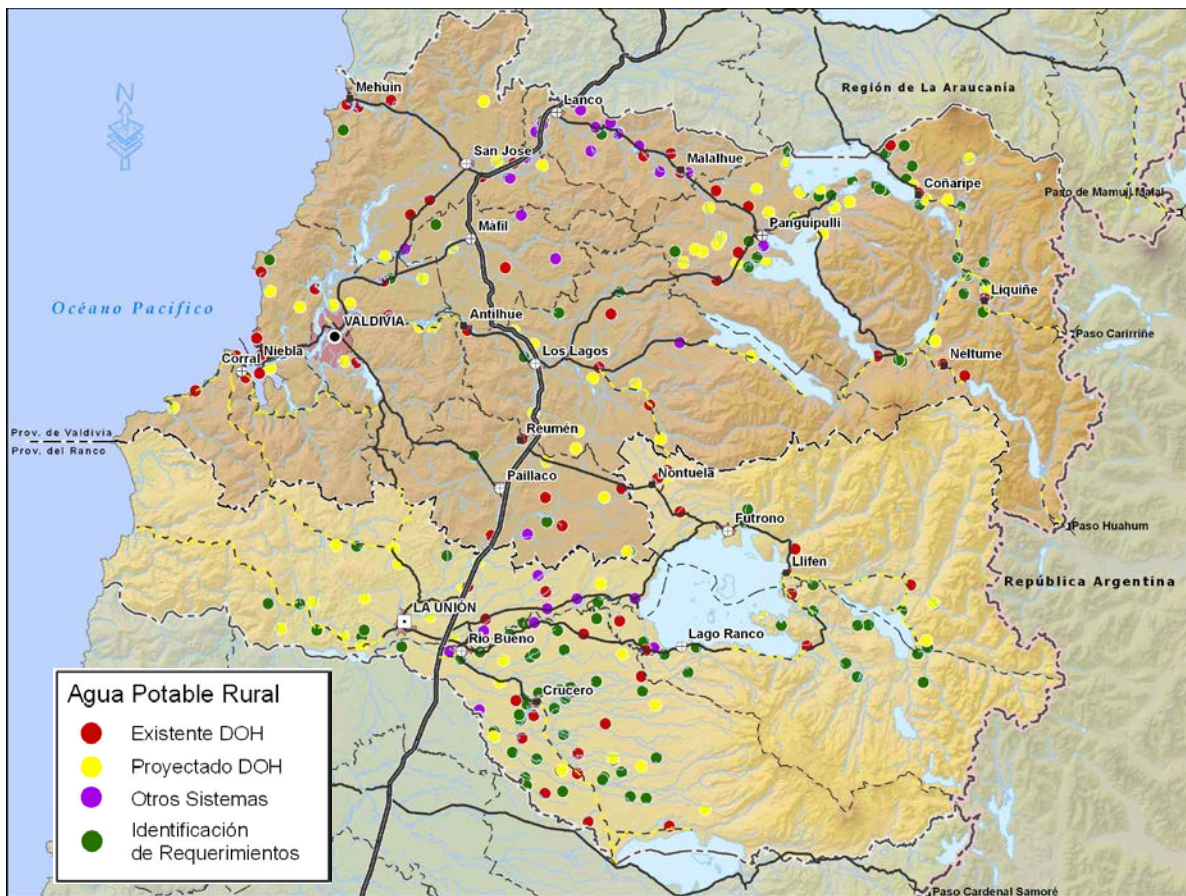 N
Mehuin
Lanco
Región de La Araucanía
San José
Malalhue
Coñaripe
Paso de Mamuil Malal
Panguipulli
Máfil
Océano Pacífico
Liquiñe
VALDIVIA
Antilhue
Paso Carirriñe
Niebla
Corral
Los Lagos
Neltume
Prov. de Valdivia
Prov. del Ranco
Reumén
Paillaco
Nontuela
Futrono
Paso Huahum
Llifen
República Argentina
LA UNIÓN
Río Bueno
Lago Ranco
Crucero
Agua Potable Rural
Existente DOH
Proyectado DOH
Otros Sistemas
Identificación
de Requerimientos
Paso Cardenal Samoré